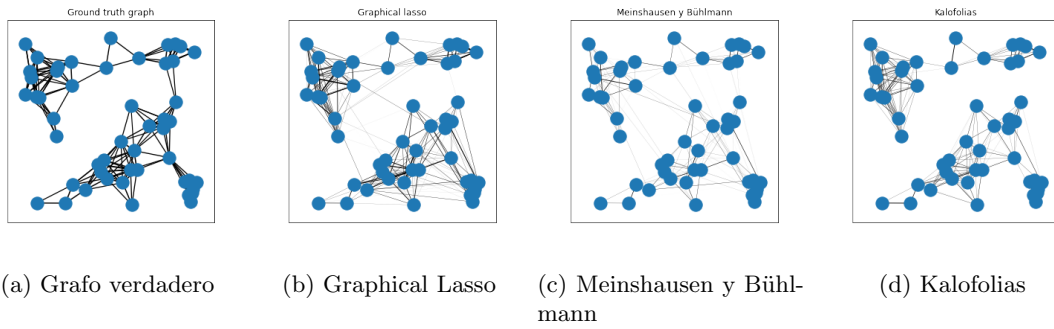 Ground truth graph
Graphical lasso
Meinshausen y Bühlmann
Kalofolias
(a) Grafo verdadero
(b) Graphical Lasso
(c) Meinshausen y Bühl-
mann
(d) Kalofolias